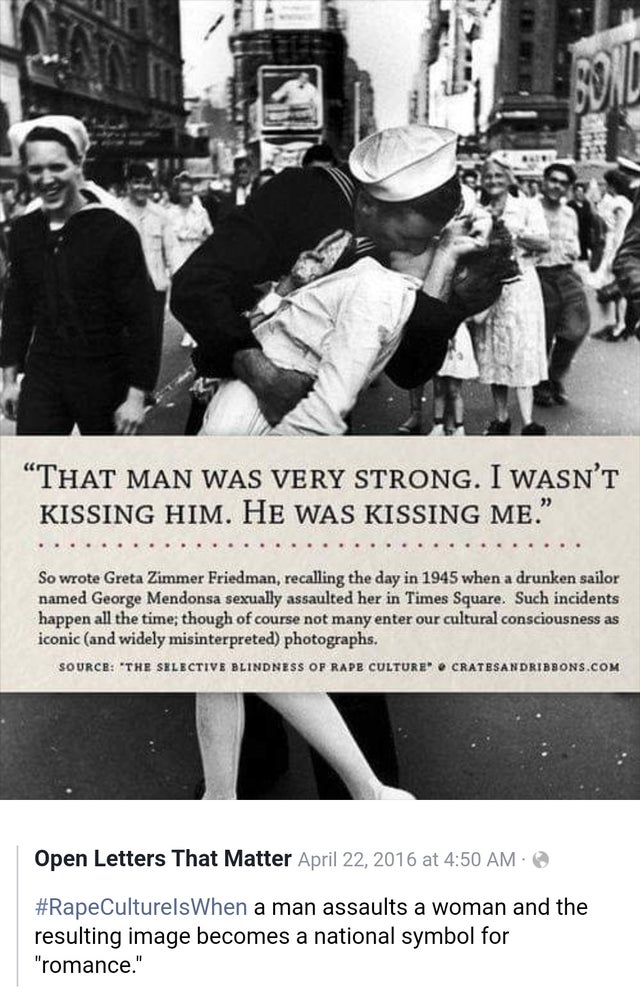 BOND
“THAT MAN WAS VERY STRONG. I WASN’T
KISSING HIM. HE WAS KISSING ME.”
So wrote Greta Zimmer Friedman, recalling the day in 1945 when a drunken sailor
named George Mendonsa sexually assaulted her in Times Square. Such incidents
happen all the time; though of course not many enter our cultural consciousness as
iconic (and widely misinterpreted) photographs.
SOURCE: "THE SELECTIVE BLINDNESS OF RAPE CULTURE" @ CRATESANDRIBBONS.COM
Open Letters That Matter April 22, 2016 at 4:50 AM ·
#RapeCultureIsWhen a man assaults a woman and the
resulting image becomes a national symbol for
"romance."